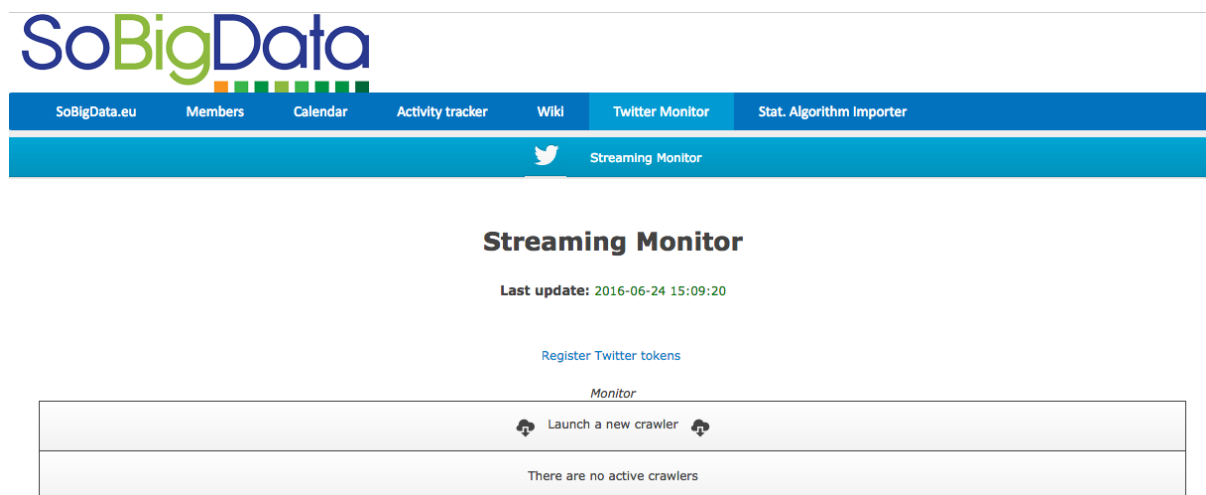 SoBigData
SoBigData.eu Members Calendar Activity tracker Wiki Twitter Monitor Stat. Algorithm Importer
Streaming Monitor
Streaming Monitor
Last update: 2016-06-24 15:09:20
Register Twitter tokens
Monitor
Launch a new crawler
There are no active crawlers